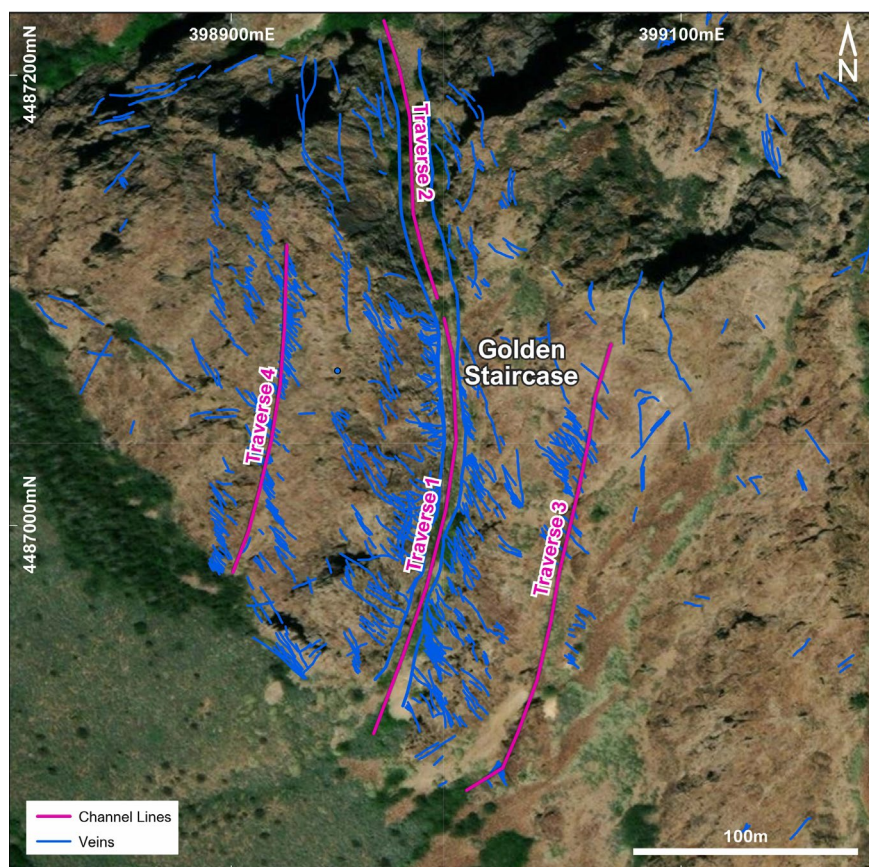 398900mE
399100mE
N
4487200mN
Traverse 2
Golden
Staircase
Traverse 4
Traverse 1
Traverse 3
4487000mN
Channel Lines
Veins
100m